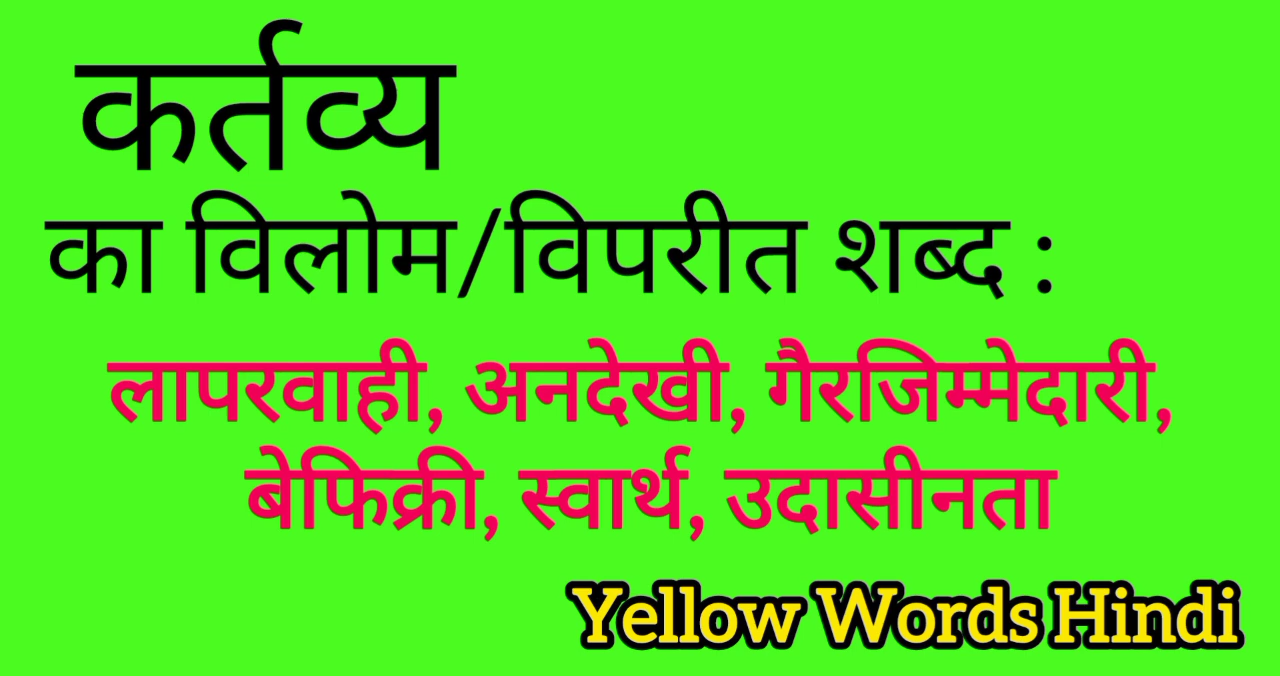 कर्तव्य
का विलोम/विपरीत शब्द :
लापरवाही, अनदेखी, गैरजिम्मेदारी,
बेफिक्री, स्वार्थ, उदासीनता
Yellow Words Hindi